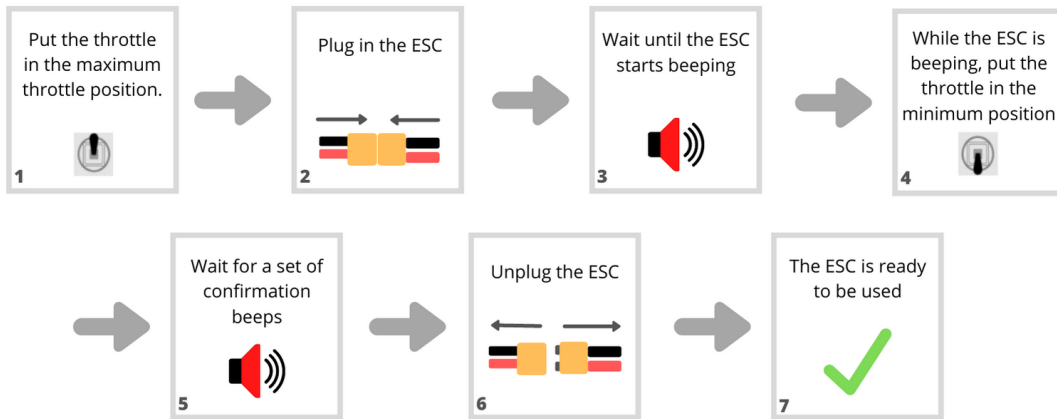 Put the throttle
in the maximum
throttle position.
1
Plug in the ESC
2
Wait until the ESC
starts beeping
3
While the ESC is
beeping, put the
throttle in the
minimum position
4
Wait for a set of
confirmation
beeps
5
Unplug the ESC
6
The ESC is ready
to be used
7